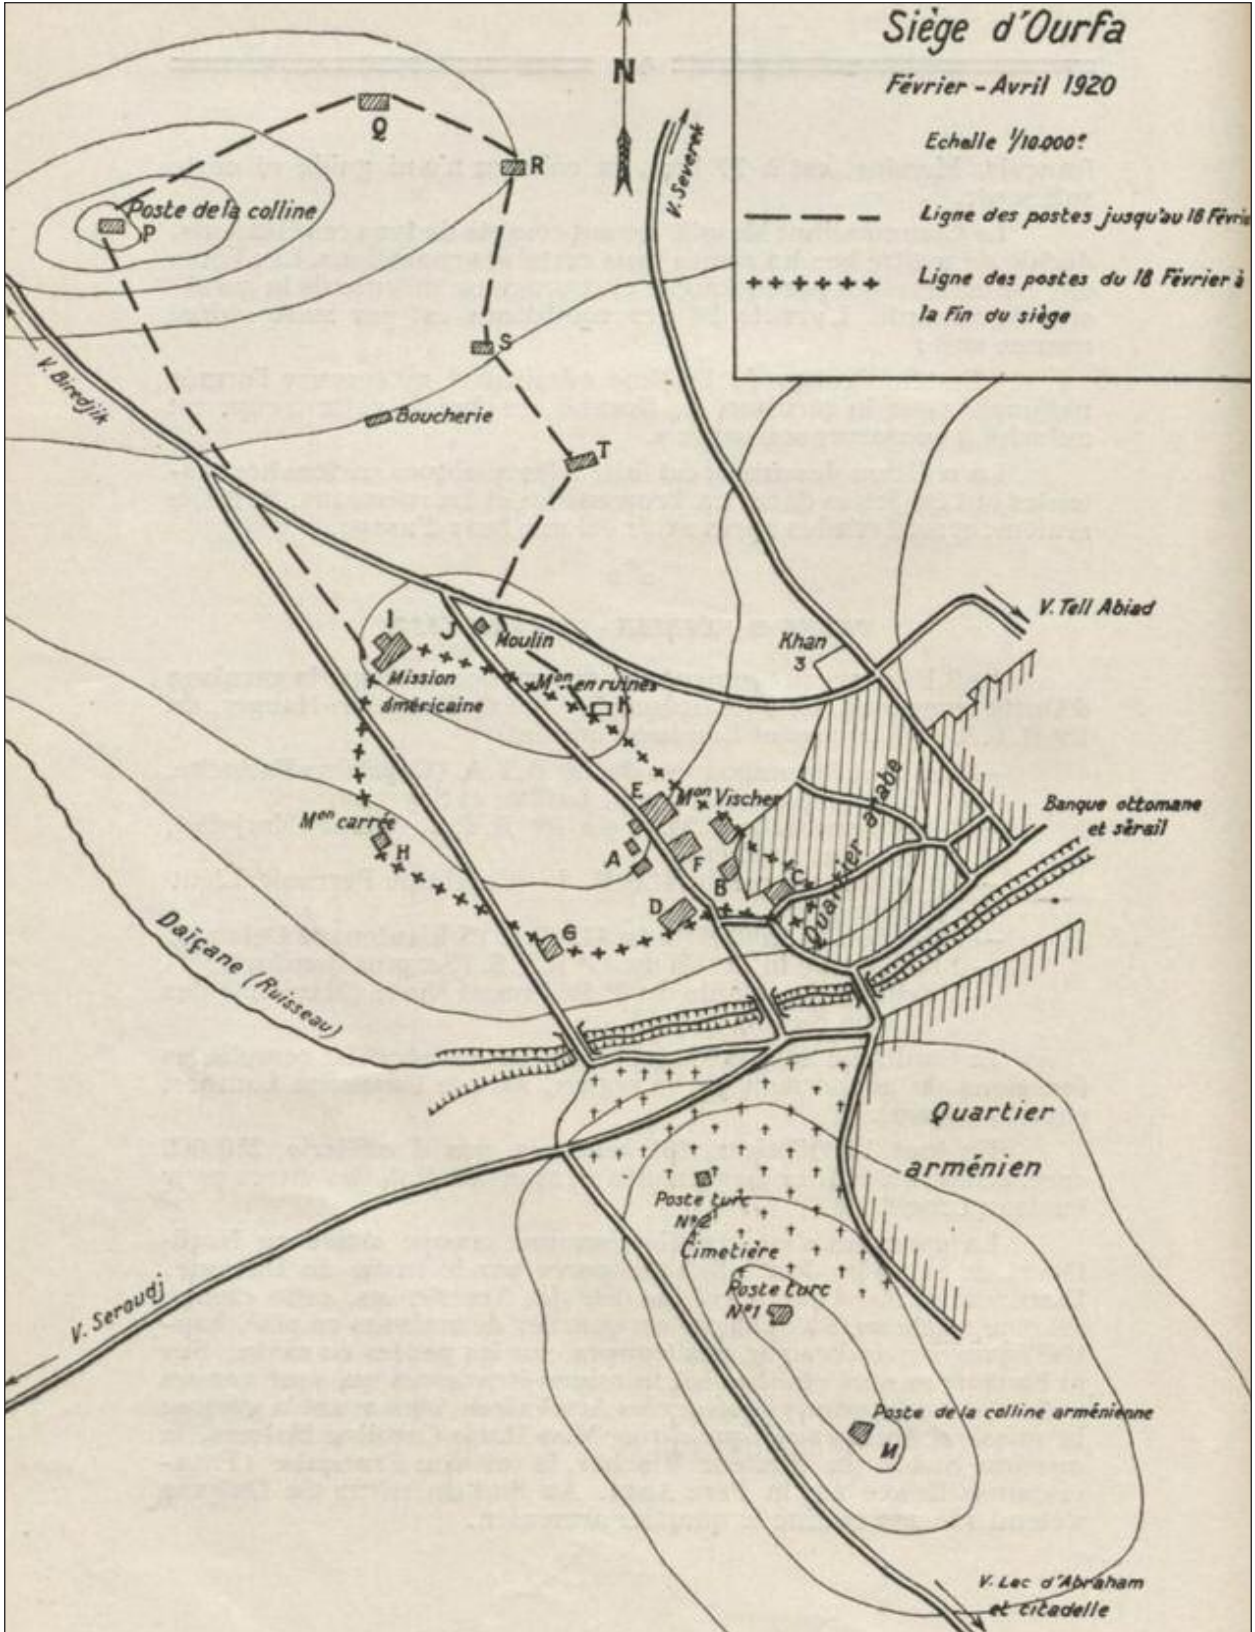 Siège d'Ourfa
Février - Avril 1920
Echelle 1/10.000e
Ligne des postes jusqu'au 18 Févrie
Ligne des postes du 18 Février à
la Fin du siège
N
V. Severek
Q
R
Poste de la colline
P
S
V. Biredjik
Boucherie
T
V. Tell Abiad
Khan
3
I
J
Moulin
Mission
américaine
Mon en ruines
K
E
Mon Vischer
Quartier arabe
Banque ottomane
et sérail
Mon carrée
H
A
F
B
C
D
G
Daïçane (Ruisseau)
Quartier
arménien
Poste turc
No 2
Cimetière
Poste turc
No 1
V. Seroudj
Poste de la colline arménienne
M
V. Lac d'Abraham
et citadelle